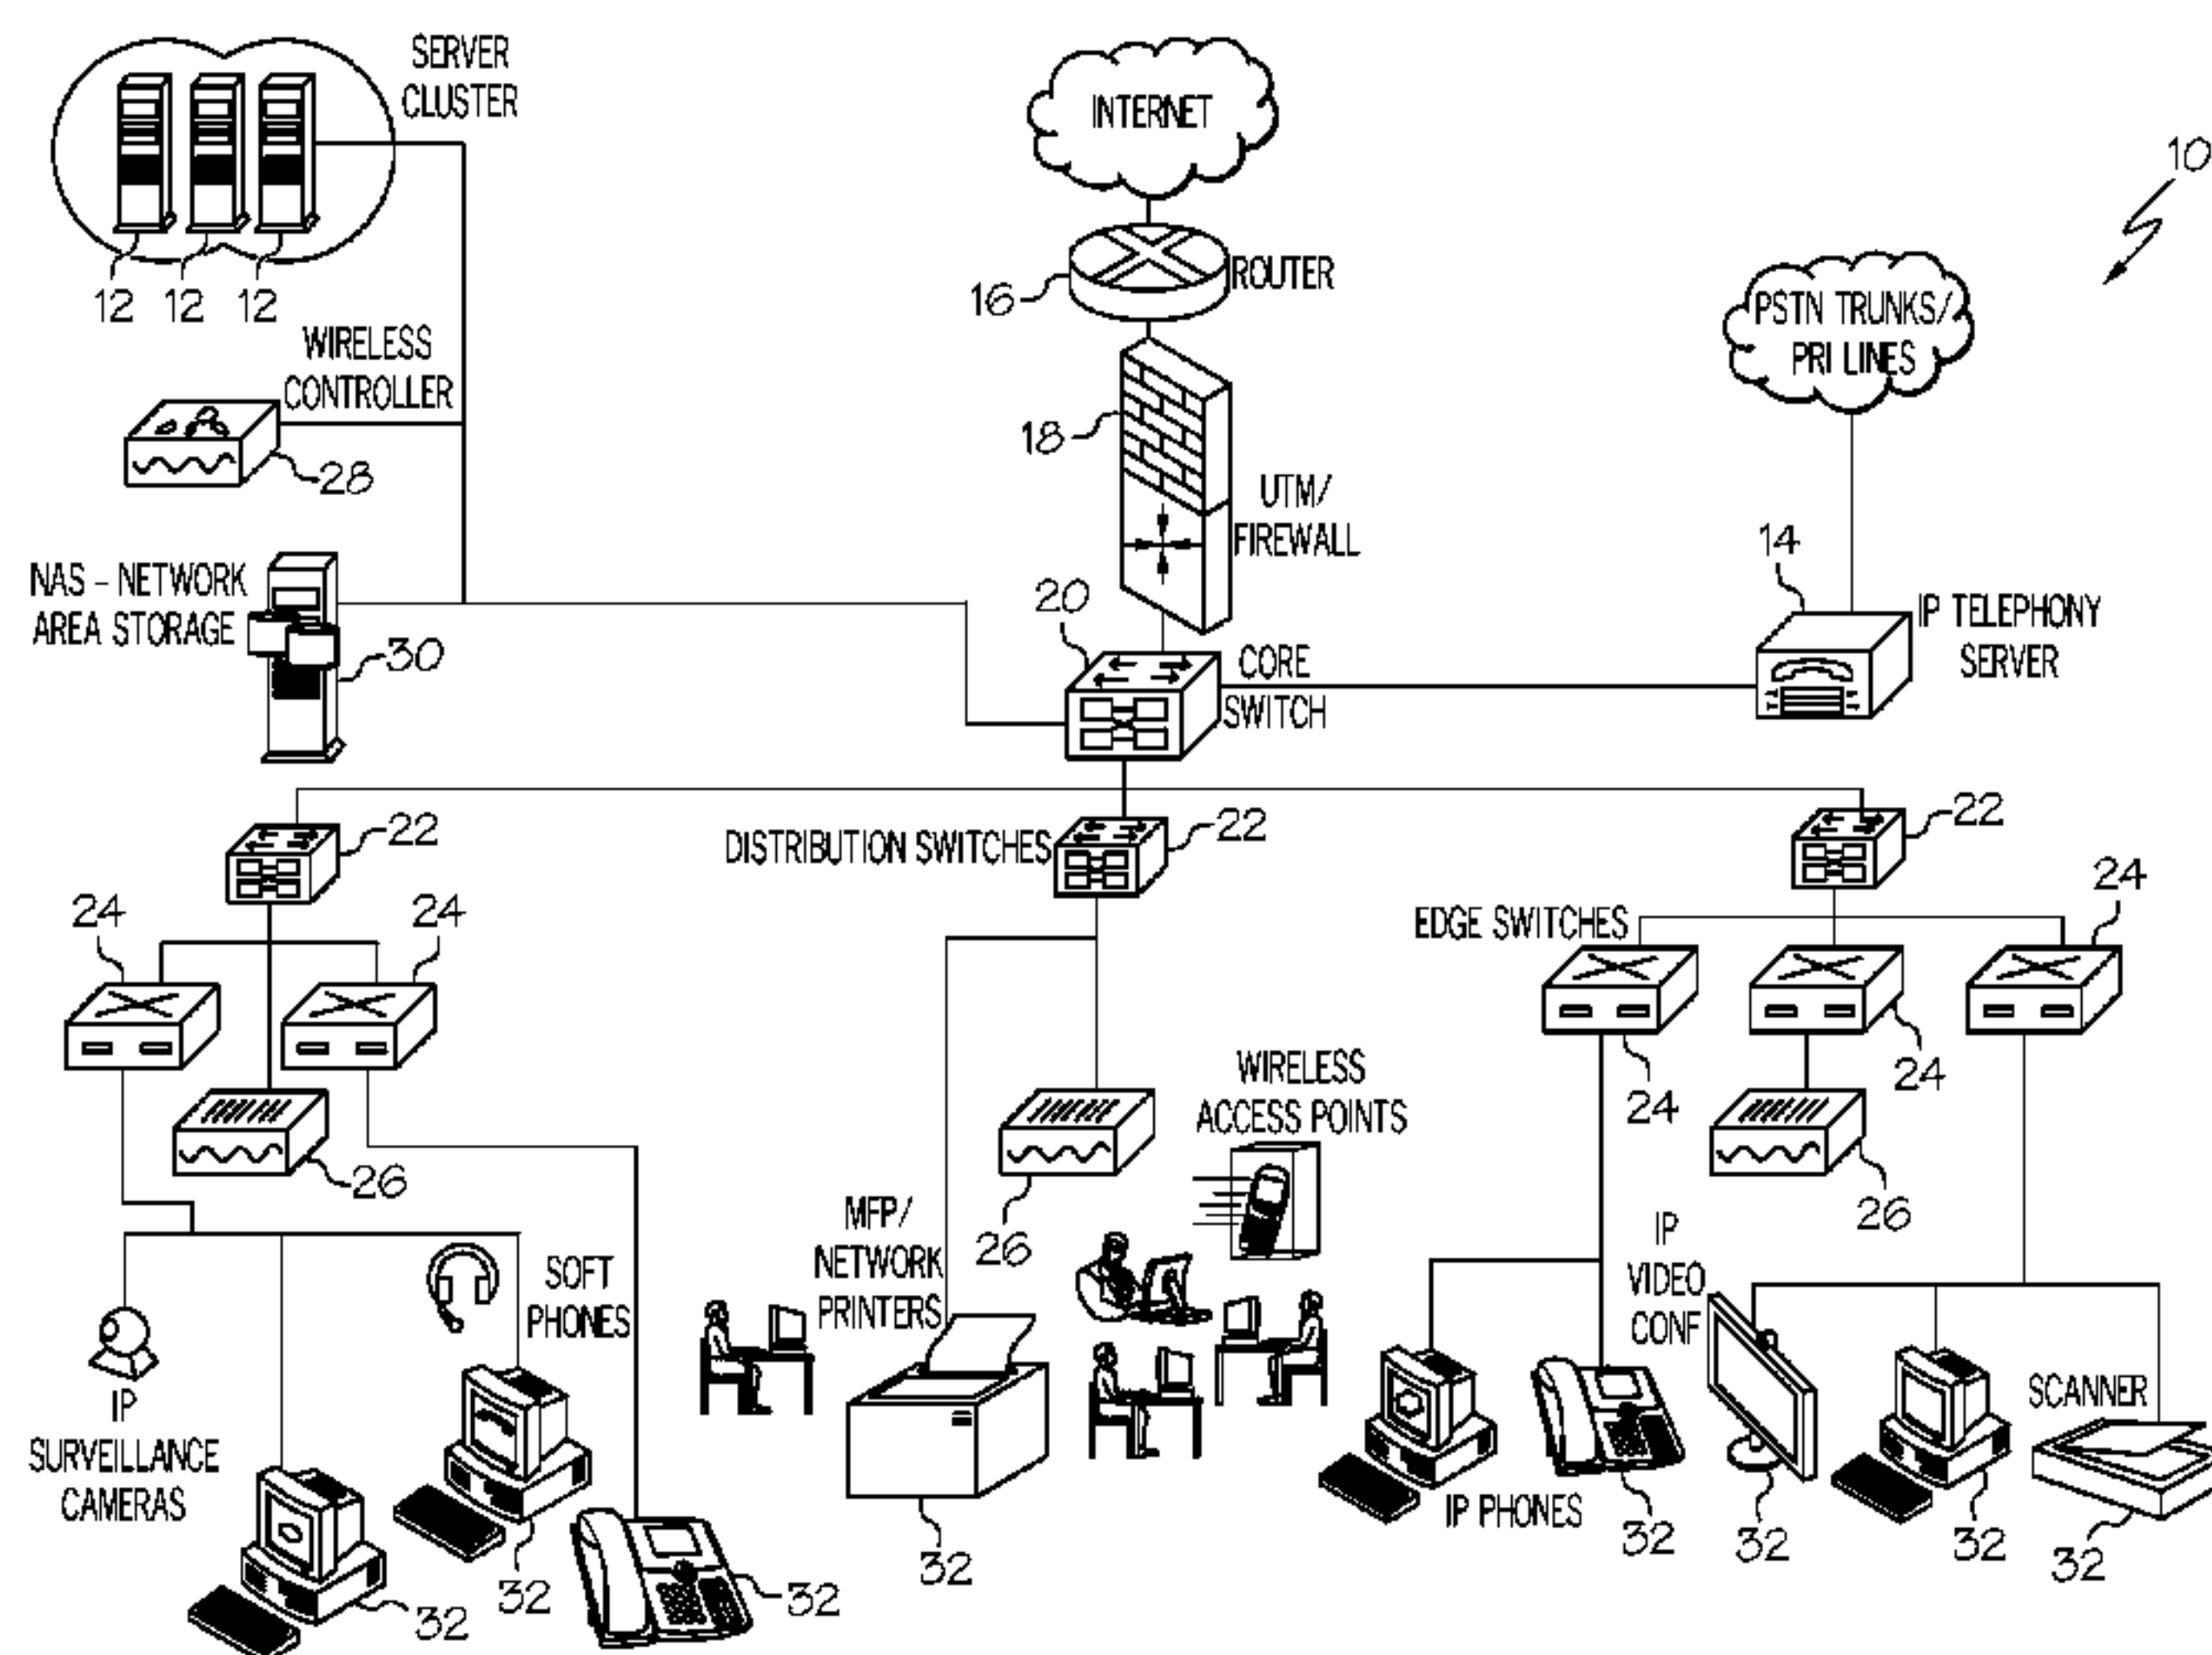 SERVER
CLUSTER
INTERNET
10
12 12 12
16
ROUTER
PSTN TRUNKS/
PRI LINES
WIRELESS
CONTROLLER
28
18
UTM/
FIREWALL
14
NAS – NETWORK
AREA STORAGE
30
20
CORE
SWITCH
IP TELEPHONY
SERVER
22
DISTRIBUTION SWITCHES
22
22
24
24
EDGE SWITCHES
24
24
24
WIRELESS
ACCESS POINTS
26
26
26
MFP/
NETWORK
PRINTERS
SOFT
PHONES
IP
VIDEO
CONF
IP
SURVEILLANCE
CAMERAS
SCANNER
IP PHONES
32
32
32
32
32
32
32
32